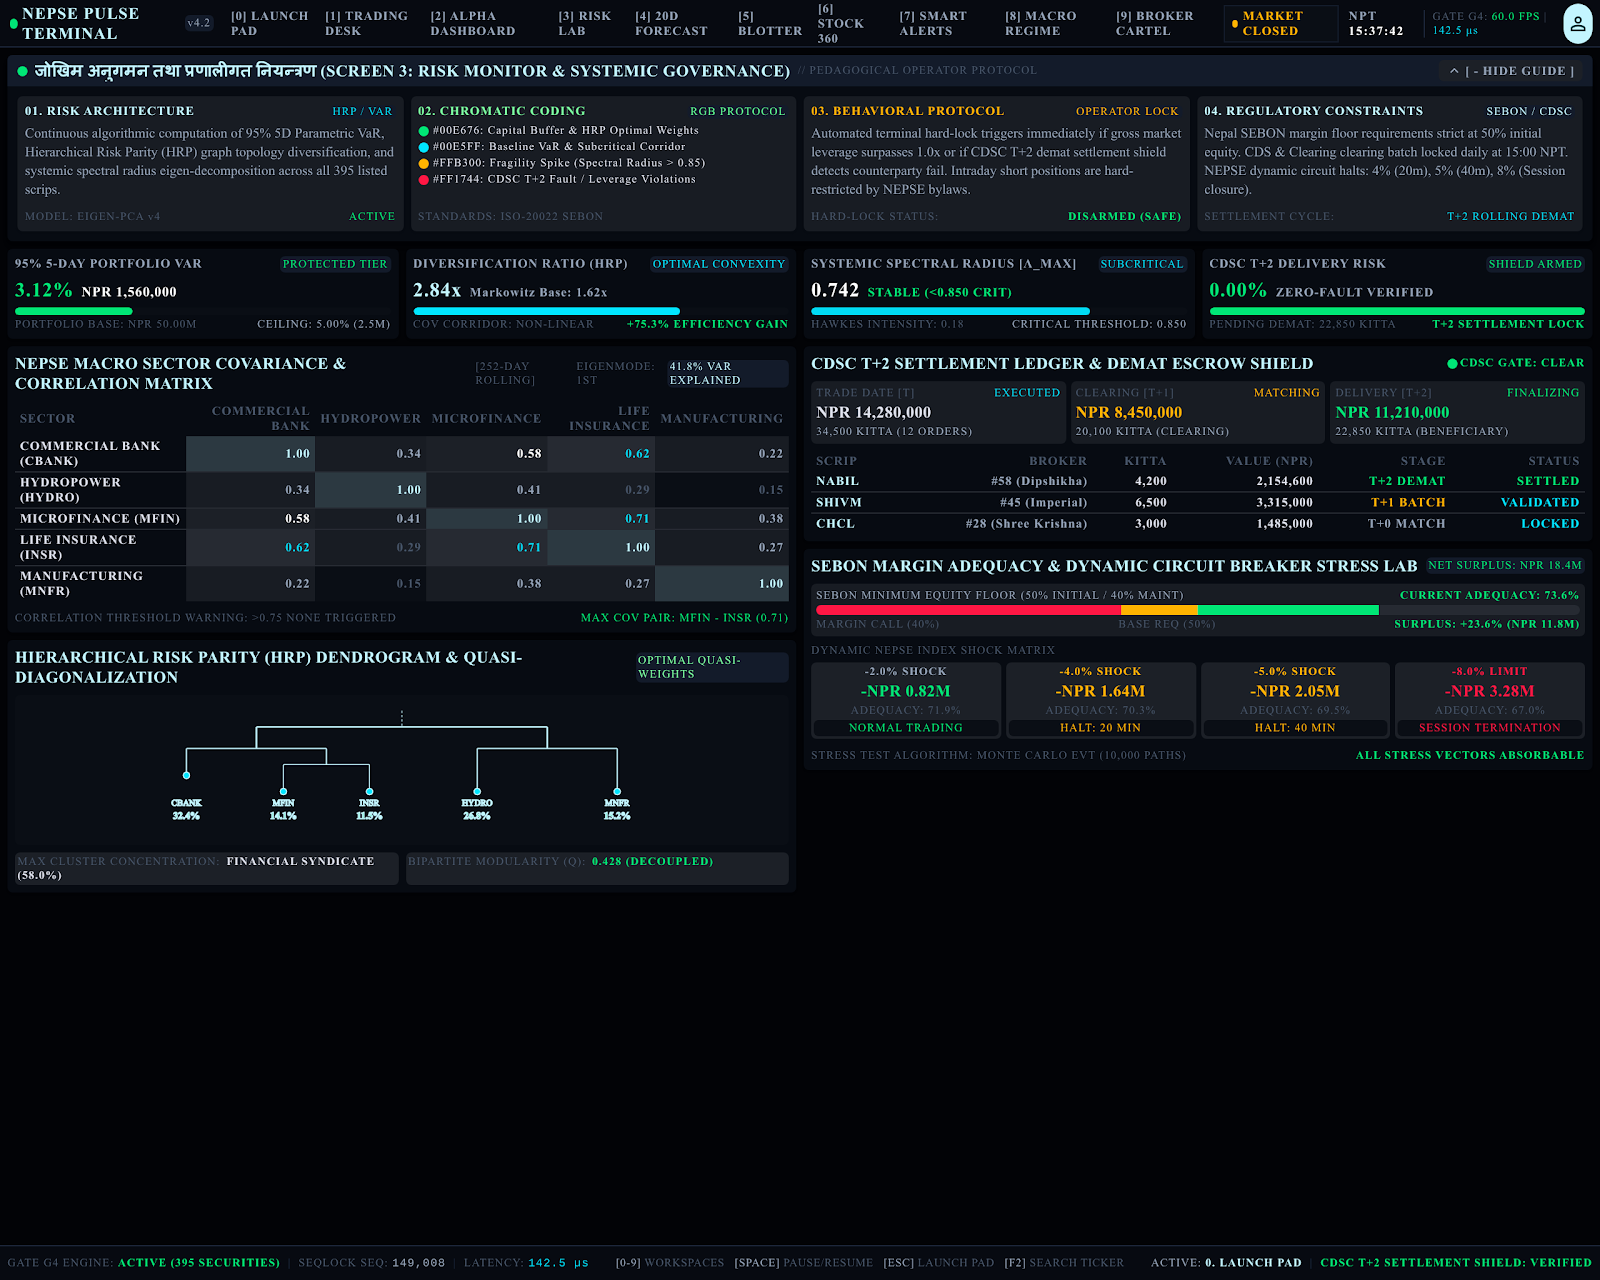 NEPSE PULSE TERMINAL
v4.2
[0] LAUNCH PAD
[1] TRADING DESK
[2] ALPHA DASHBOARD
[3] RISK LAB
[4] 20D FORECAST
[5] BLOTTER
[6] STOCK 360
[7] SMART ALERTS
[8] MACRO REGIME
[9] BROKER CARTEL
MARKET CLOSED
NPT 15:37:42
GATE G4: 60.0 FPS | 142.5 µs
जोखिम अनुगमन तथा प्रणालीगत नियन्त्रण (SCREEN 3: RISK MONITOR & SYSTEMIC GOVERNANCE) // PEDAGOGICAL OPERATOR PROTOCOL
[ - HIDE GUIDE ]
01. RISK ARCHITECTURE HRP / VAR
Continuous algorithmic computation of 95% 5D Parametric VaR,
Hierarchical Risk Parity (HRP) graph topology diversification, and
systemic spectral radius eigen-decomposition across all 395 listed
scrips.
MODEL: EIGEN-PCA v4 ACTIVE
02. CHROMATIC CODING RGB PROTOCOL
#00E676: Capital Buffer & HRP Optimal Weights
#00E5FF: Baseline VaR & Subcritical Corridor
#FFB300: Fragility Spike (Spectral Radius > 0.85)
#FF1744: CDSC T+2 Fault / Leverage Violations
STANDARDS: ISO-20022 SEBON
03. BEHAVIORAL PROTOCOL OPERATOR LOCK
Automated terminal hard-lock triggers immediately if gross market
leverage surpasses 1.0x or if CDSC T+2 demat settlement shield
detects counterparty fail. Intraday short positions are hard-
restricted by NEPSE bylaws.
HARD-LOCK STATUS: DISARMED (SAFE)
04. REGULATORY CONSTRAINTS SEBON / CDSC
Nepal SEBON margin floor requirements strict at 50% initial
equity. CDS & Clearing clearing batch locked daily at 15:00 NPT.
NEPSE dynamic circuit halts: 4% (20m), 5% (40m), 8% (Session
closure).
SETTLEMENT CYCLE: T+2 ROLLING DEMAT
95% 5-DAY PORTFOLIO VAR PROTECTED TIER
3.12% NPR 1,560,000
PORTFOLIO BASE: NPR 50.00M CEILING: 5.00% (2.5M)
DIVERSIFICATION RATIO (HRP) OPTIMAL CONVEXITY
2.84x Markowitz Base: 1.62x
COV CORRIDOR: NON-LINEAR +75.3% EFFICIENCY GAIN
SYSTEMIC SPECTRAL RADIUS [Λ_MAX] SUBCRITICAL
0.742 STABLE (<0.850 CRIT)
HAWKES INTENSITY: 0.18 CRITICAL THRESHOLD: 0.850
CDSC T+2 DELIVERY RISK SHIELD ARMED
0.00% ZERO-FAULT VERIFIED
PENDING DEMAT: 22,850 KITTA T+2 SETTLEMENT LOCK
NEPSE MACRO SECTOR COVARIANCE & CORRELATION MATRIX
[252-DAY ROLLING]
EIGENMODE: 1ST
41.8% VAR EXPLAINED
SECTOR COMMERCIAL BANK HYDROPOWER MICROFINANCE LIFE INSURANCE MANUFACTURING
COMMERCIAL BANK (CBANK) 1.00 0.34 0.58 0.62 0.22
HYDROPOWER (HYDRO) 0.34 1.00 0.41 0.29 0.15
MICROFINANCE (MFIN) 0.58 0.41 1.00 0.71 0.38
LIFE INSURANCE (INSR) 0.62 0.29 0.71 1.00 0.27
MANUFACTURING (MNFR) 0.22 0.15 0.38 0.27 1.00
CORRELATION THRESHOLD WARNING: >0.75 NONE TRIGGERED MAX COV PAIR: MFIN - INSR (0.71)
HIERARCHICAL RISK PARITY (HRP) DENDROGRAM & QUASI-
DIAGONALIZATION
OPTIMAL QUASI-WEIGHTS
CBANK MFIN INSR HYDRO MNFR
32.4% 14.1% 11.5% 26.8% 15.2%
MAX CLUSTER CONCENTRATION: FINANCIAL SYNDICATE (58.0%)
BIPARTITE MODULARITY (Q): 0.428 (DECOUPLED)
CDSC T+2 SETTLEMENT LEDGER & DEMAT ESCROW SHIELD CDSC GATE: CLEAR
TRADE DATE [T] EXECUTED
NPR 14,280,000
34,500 KITTA (12 ORDERS)
CLEARING [T+1] MATCHING
NPR 8,450,000
20,100 KITTA (CLEARING)
DELIVERY [T+2] FINALIZING
NPR 11,210,000
22,850 KITTA (BENEFICIARY)
SCRIP BROKER KITTA VALUE (NPR) STAGE STATUS
NABIL #58 (Dipshikha) 4,200 2,154,600 T+2 DEMAT SETTLED
SHIVM #45 (Imperial) 6,500 3,315,000 T+1 BATCH VALIDATED
CHCL #28 (Shree Krishna) 3,000 1,485,000 T+0 MATCH LOCKED
SEBON MARGIN ADEQUACY & DYNAMIC CIRCUIT BREAKER STRESS LAB NET SURPLUS: NPR 18.4M
SEBON MINIMUM EQUITY FLOOR (50% INITIAL / 40% MAINT) CURRENT ADEQUACY: 73.6%
MARGIN CALL (40%) BASE REQ (50%) SURPLUS: +23.6% (NPR 11.8M)
DYNAMIC NEPSE INDEX SHOCK MATRIX
-2.0% SHOCK
-NPR 0.82M
ADEQUACY: 71.9%
NORMAL TRADING
-4.0% SHOCK
-NPR 1.64M
ADEQUACY: 70.3%
HALT: 20 MIN
-5.0% SHOCK
-NPR 2.05M
ADEQUACY: 69.5%
HALT: 40 MIN
-8.0% LIMIT
-NPR 3.28M
ADEQUACY: 67.0%
SESSION TERMINATION
STRESS TEST ALGORITHM: MONTE CARLO EVT (10,000 PATHS) ALL STRESS VECTORS ABSORBABLE
GATE G4 ENGINE: ACTIVE (395 SECURITIES) | SEQLOCK SEQ: 149,008 | LATENCY: 142.5 µs [0-9] WORKSPACES [SPACE] PAUSE/RESUME [ESC] LAUNCH PAD [F2] SEARCH TICKER ACTIVE: 0. LAUNCH PAD | CDSC T+2 SETTLEMENT SHIELD: VERIFIED